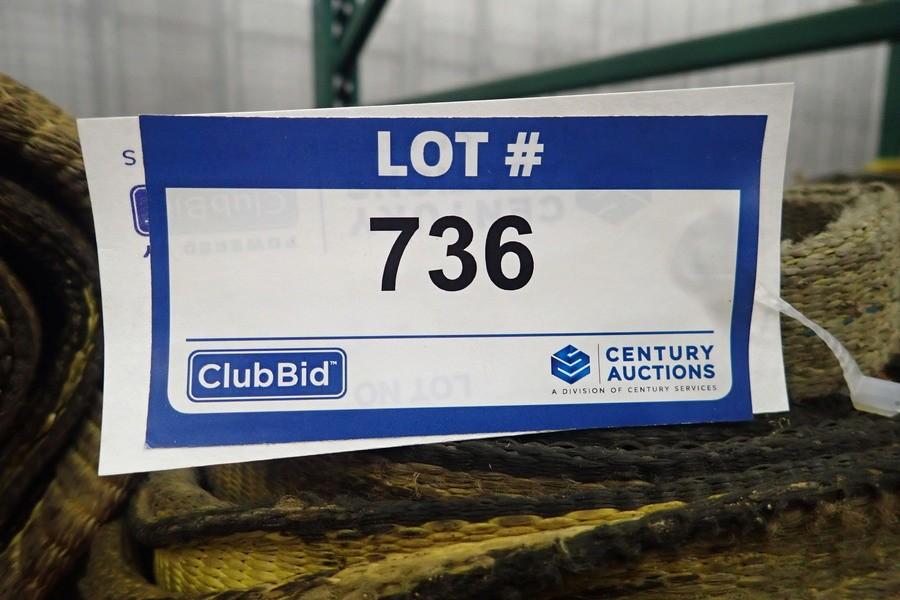 LOT #
736
ClubBid™
CENTURY
AUCTIONS
A DIVISION OF CENTURY SERVICES
S